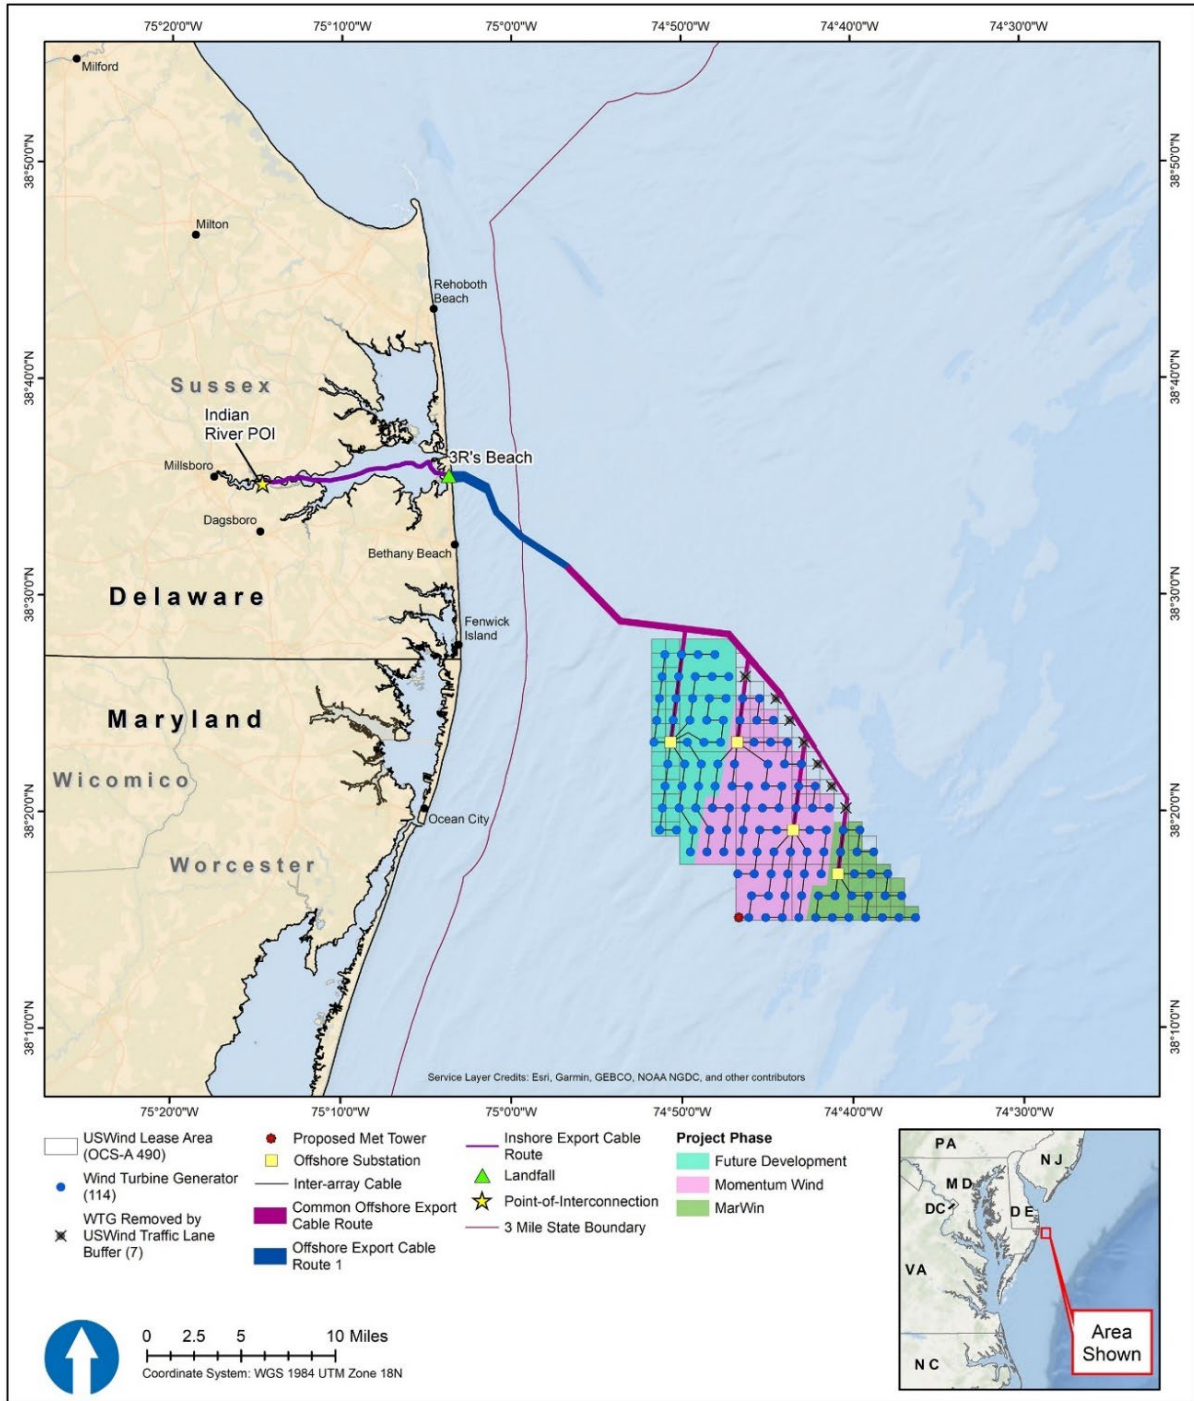 75°20'0"W 75°10'0"W 75°0'0"W 74°50'0"W 74°40'0"W 74°30'0"W
Milford
38°50'0"N 38°50'0"N
Milton
Rehoboth
Beach
38°40'0"N 38°40'0"N
Sussex
Indian
River POI
Millsboro
3R's Beach
Dagsboro
Bethany Beach
38°30'0"N 38°30'0"N
Delaware
Fenwick
Island
Maryland
Wicomico
38°20'0"N 38°20'0"N
Ocean City
Worcester
38°10'0"N 38°10'0"N
Service Layer Credits: Esri, Garmin, GEBCO, NOAA NGDC, and other contributors
75°20'0"W 75°10'0"W 75°0'0"W 74°50'0"W 74°40'0"W 74°30'0"W
USWind Lease Area
(OCS-A 490)
Wind Turbine Generator
(114)
WTG Removed by
USWind Traffic Lane
Buffer (7)
Proposed Met Tower
Offshore Substation
Inter-array Cable
Common Offshore Export
Cable Route
Offshore Export Cable
Route 1
Inshore Export Cable
Route
Landfall
Point-of-Interconnection
3 Mile State Boundary
Project Phase
Future Development
Momentum Wind
MarWin
PA
NJ
MD
DC
DE
VA
NC
Area
Shown
0 2.5 5 10 Miles
Coordinate System: WGS 1984 UTM Zone 18N